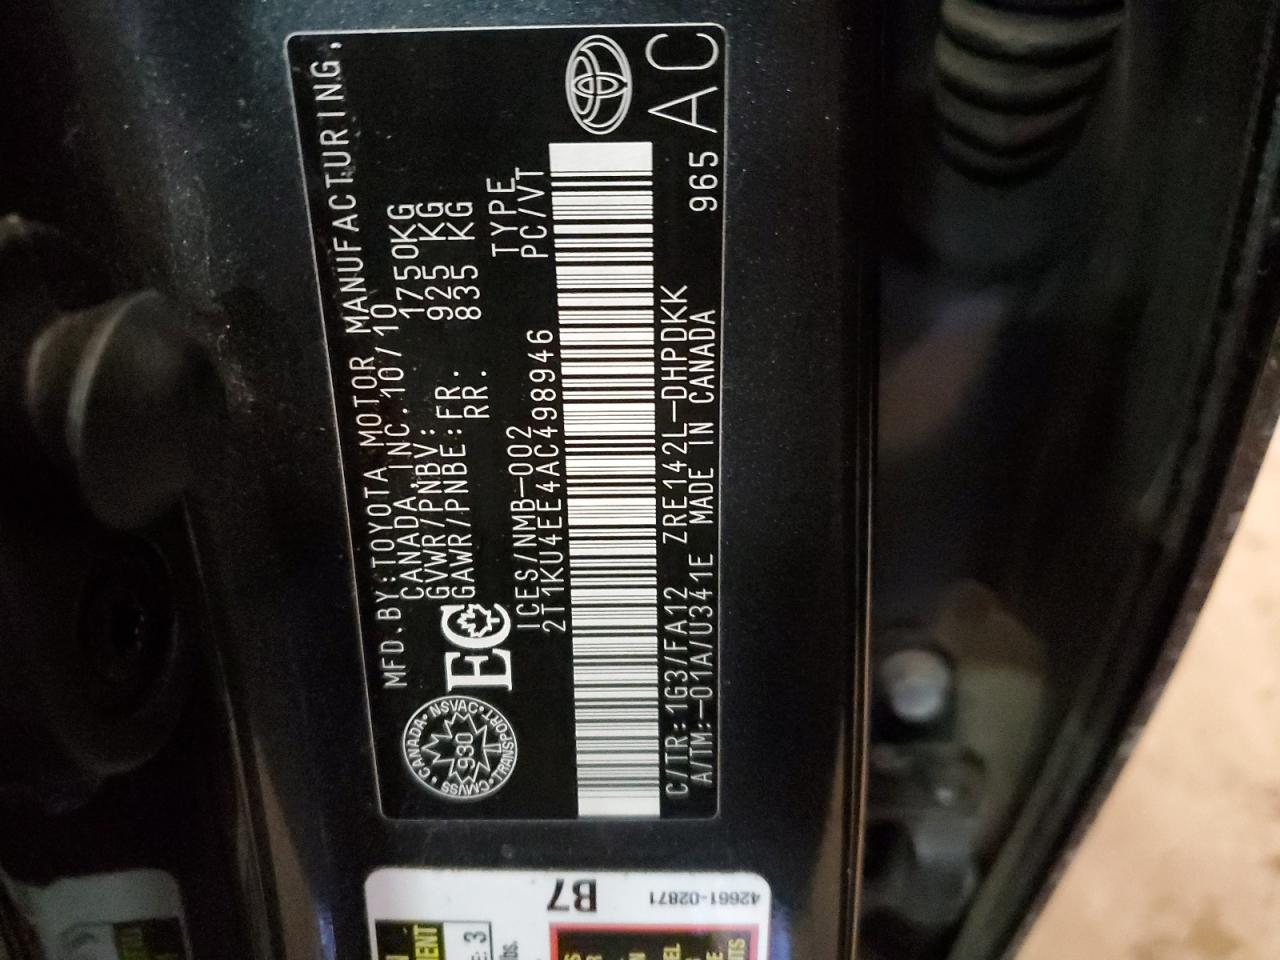 MFD.BY:TOYOTA MOTOR MANUFACTURING,
CANADA,INC.10/10
GVWR/PNBV: 1750KG
GAWR/PNBE:FR. 925 KG
RR. 835 KG
EC
ICES/NMB-002
TYPE
2T1KU4EE4AC498946 PC/VT
CANADA • NSVAC • TRANSPORT • CMVSS •
930
C/TR:1G3/FA12 ZRE142L-DHPDKK 965
A/TM:-01A/U341E MADE IN CANADA
AC
B7
42661-02871